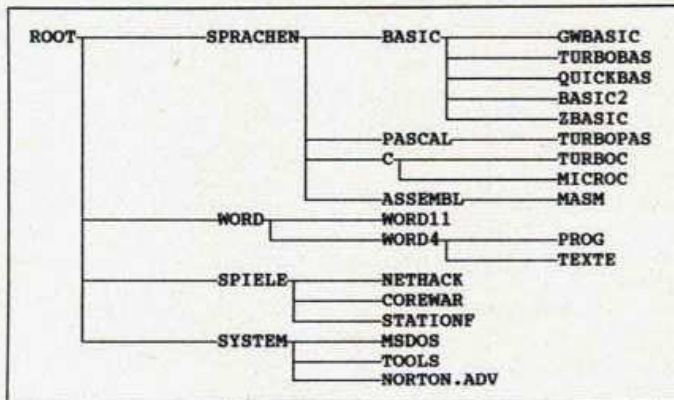 ROOT SPRACHEN BASIC GWBASIC
TURBOBAS
QUICKBAS
BASIC2
ZBASIC
PASCAL TURBOPAS
C TURBOC
MICROC
ASSEMBL MASM
WORD WORD11
WORD4 PROG
TEXTE
SPIELE NETHACK
COREWAR
STATIONF
SYSTEM MSDOS
TOOLS
NORTON.ADV